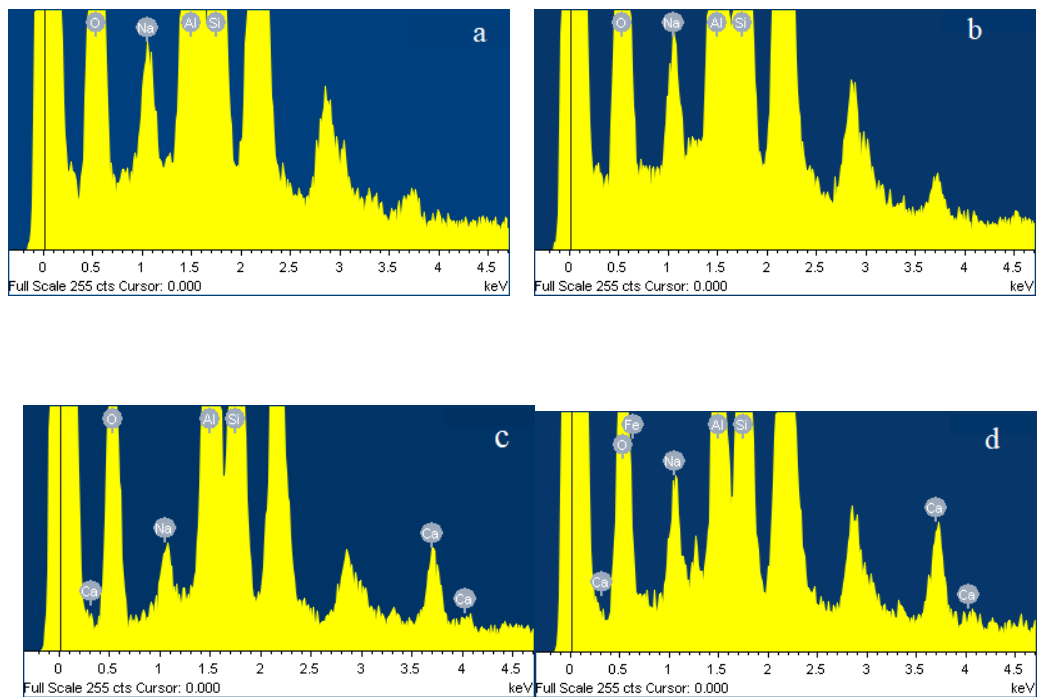 a
O Na Al Si
0 0.5 1 1.5 2 2.5 3 3.5 4 4.5
Full Scale 255 cts Cursor: 0.000 keV
b
O Na Al Si
0 0.5 1 1.5 2 2.5 3 3.5 4 4.5
Full Scale 255 cts Cursor: 0.000 keV
c
O Al Si
Na Ca
Ca Ca
0 0.5 1 1.5 2 2.5 3 3.5 4 4.5
Full Scale 255 cts Cursor: 0.000 keV
d
Fe Al Si
O
Na
Ca
Ca Ca
0 0.5 1 1.5 2 2.5 3 3.5 4 4.5
Full Scale 255 cts Cursor: 0.000 keV